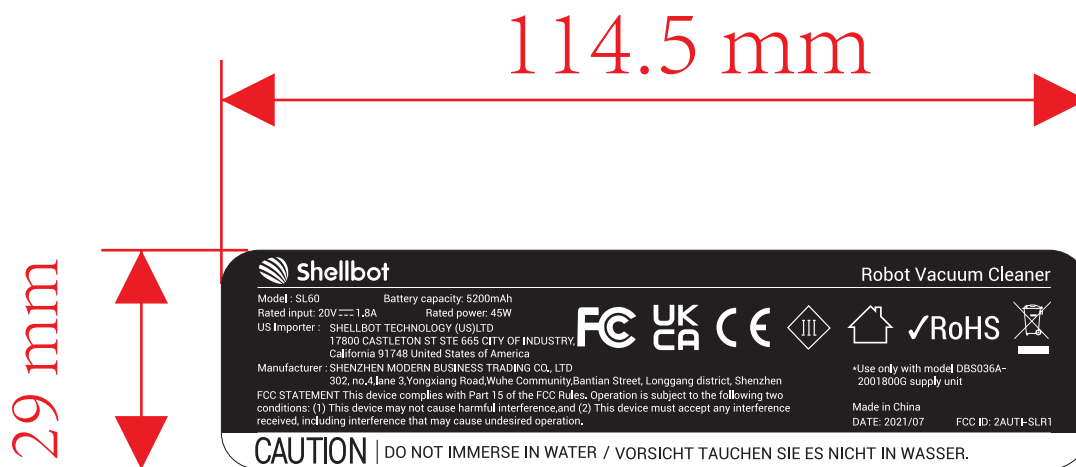 114.5 mm
29 mm
Shellbot
Robot Vacuum Cleaner
Model : SL60 Battery capacity: 5200mAh
Rated input: 20V⎓1.8A Rated power: 45W
US Importer : SHELLBOT TECHNOLOGY (US)LTD
17800 CASTLETON ST STE 665 CITY OF INDUSTRY,
California 91748 United States of America
Manufacturer : SHENZHEN MODERN BUSINESS TRADING CO., LTD
302, no.4,lane 3,Yongxiang Road,Wuhe Community,Bantian Street, Longgang district, Shenzhen
FCC STATEMENT This device complies with Part 15 of the FCC Rules. Operation is subject to the following two
conditions: (1) This device may not cause harmful interference,and (2) This device must accept any interference
received, including interference that may cause undesired operation.
FC UK CA CE III ✓RoHS
*Use only with model DBS036A-
2001800G supply unit
Made in China
DATE: 2021/07 FCC ID: 2AUTI-SLR1
CAUTION | DO NOT IMMERSE IN WATER / VORSICHT TAUCHEN SIE ES NICHT IN WASSER.